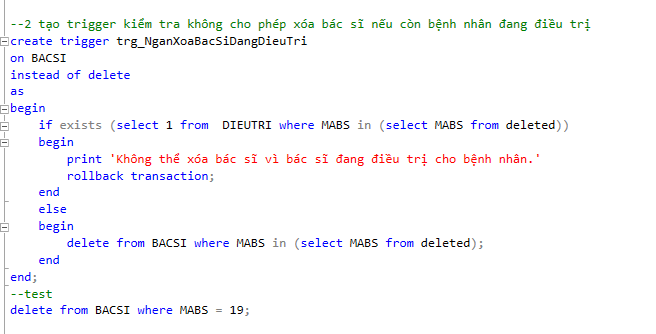 --2 tạo trigger kiểm tra không cho phép xóa bác sĩ nếu còn bệnh nhân đang điều trị
create trigger trg_NganXoaBacSiDangDieuTri
on BACSI
instead of delete
as
begin
    if exists (select 1 from  DIEUTRI where MABS in (select MABS from deleted))
    begin
        print 'Không thể xóa bác sĩ vì bác sĩ đang điều trị cho bệnh nhân.'
        rollback transaction;
    end
    else
    begin
        delete from BACSI where MABS in (select MABS from deleted);
    end
end;
--test
delete from BACSI where MABS = 19;